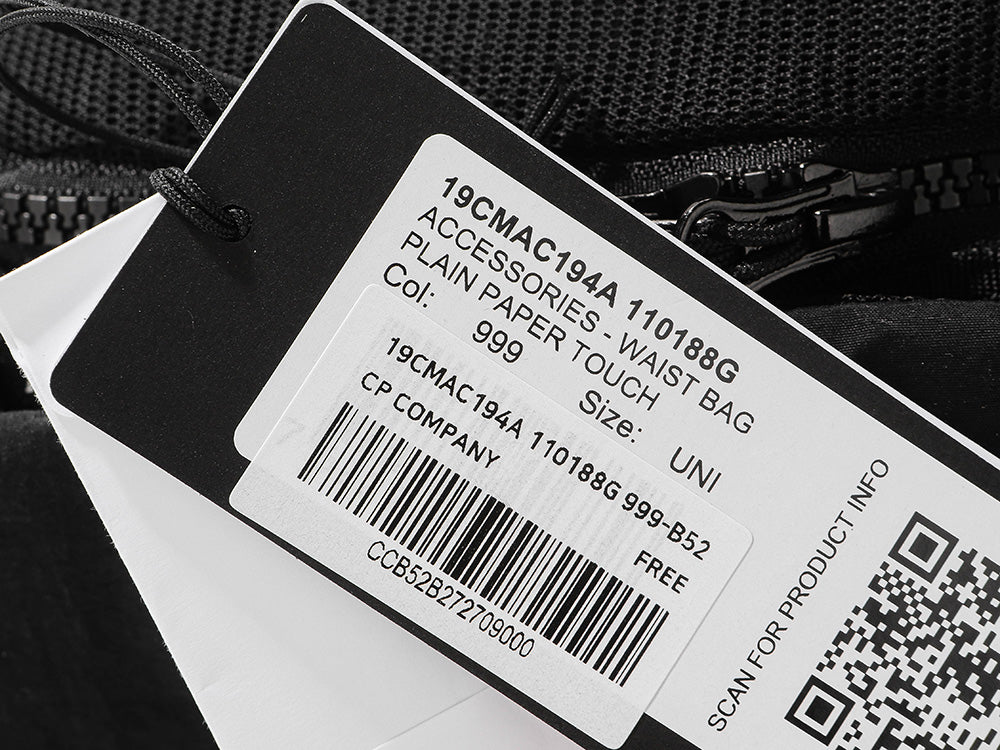 19CMAC194A 110188G
ACCESSORIES - WAIST BAG
PLAIN PAPER TOUCH
Col: 999 Size: UNI
19CMAC194A 110188G 999-B52
CP COMPANY FREE
CCB52B272709000
SCAN FOR PRODUCT INFO